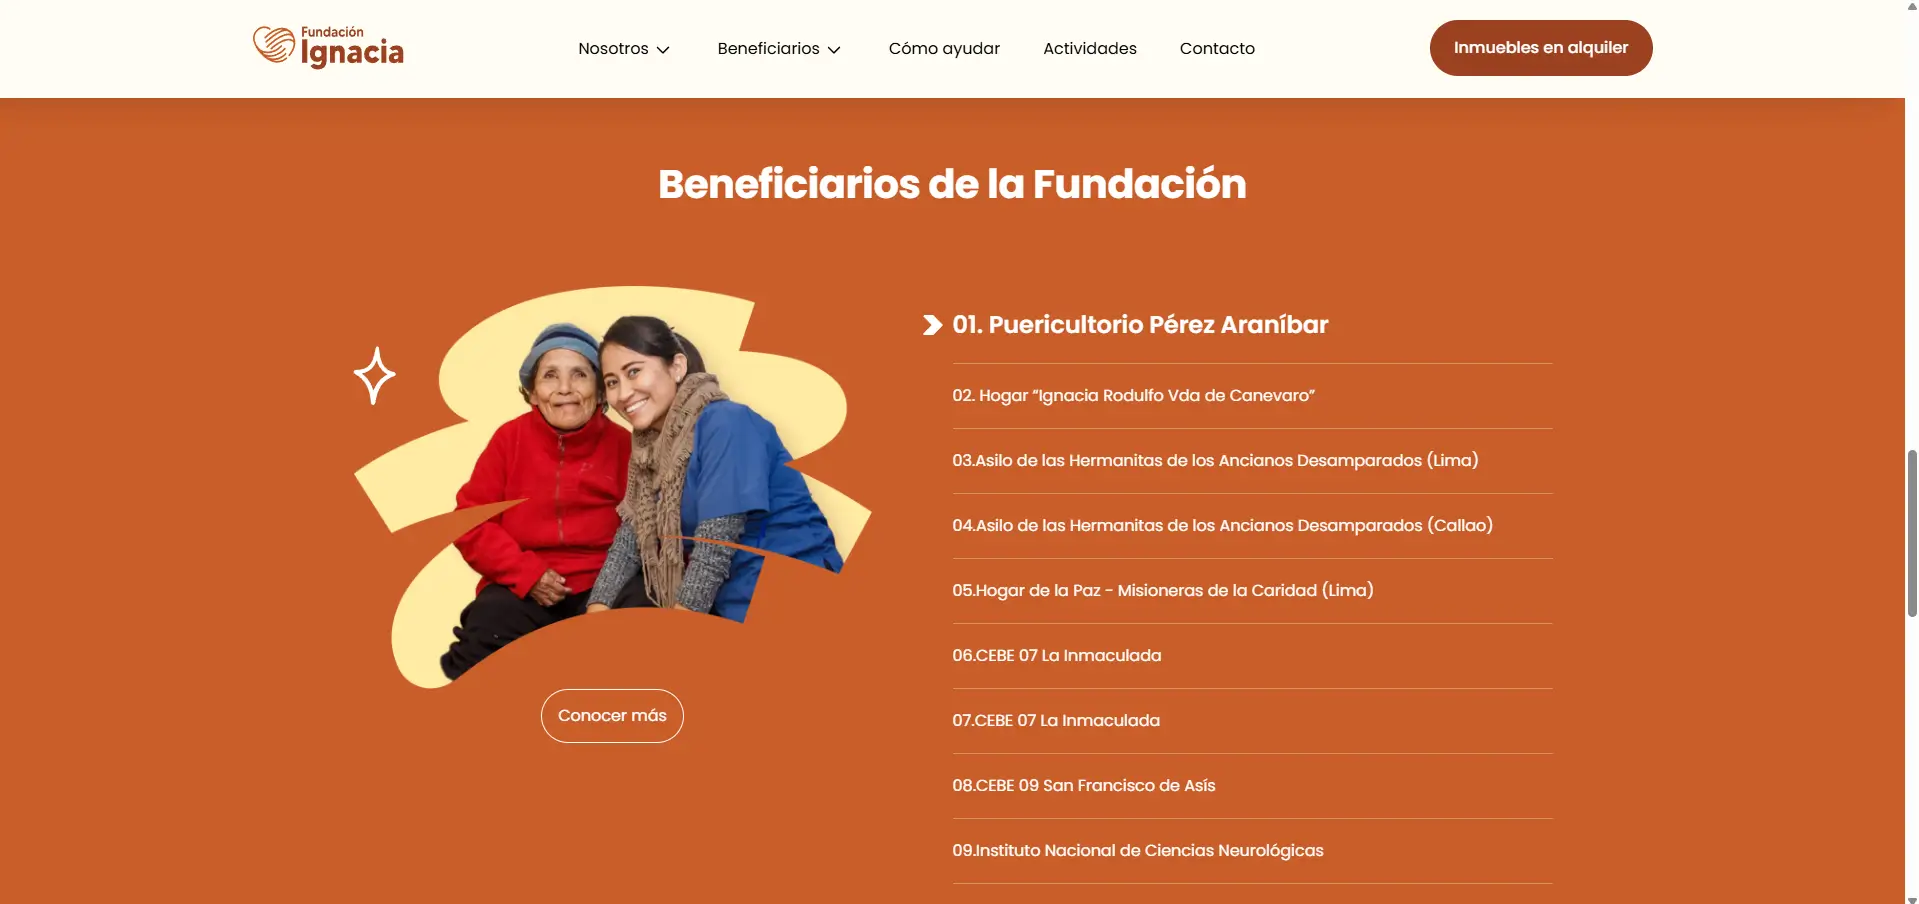 Fundación
Ignacia
Nosotros
Beneficiarios
Cómo ayudar
Actividades
Contacto
Inmuebles en alquiler
Beneficiarios de la Fundación
01. Puericultorio Pérez Araníbar
02. Hogar “Ignacia Rodulfo Vda de Canevaro”
03.Asilo de las Hermanitas de los Ancianos Desamparados (Lima)
04.Asilo de las Hermanitas de los Ancianos Desamparados (Callao)
05.Hogar de la Paz - Misioneras de la Caridad (Lima)
06.CEBE 07 La Inmaculada
07.CEBE 07 La Inmaculada
08.CEBE 09 San Francisco de Asís
09.Instituto Nacional de Ciencias Neurológicas
Conocer más